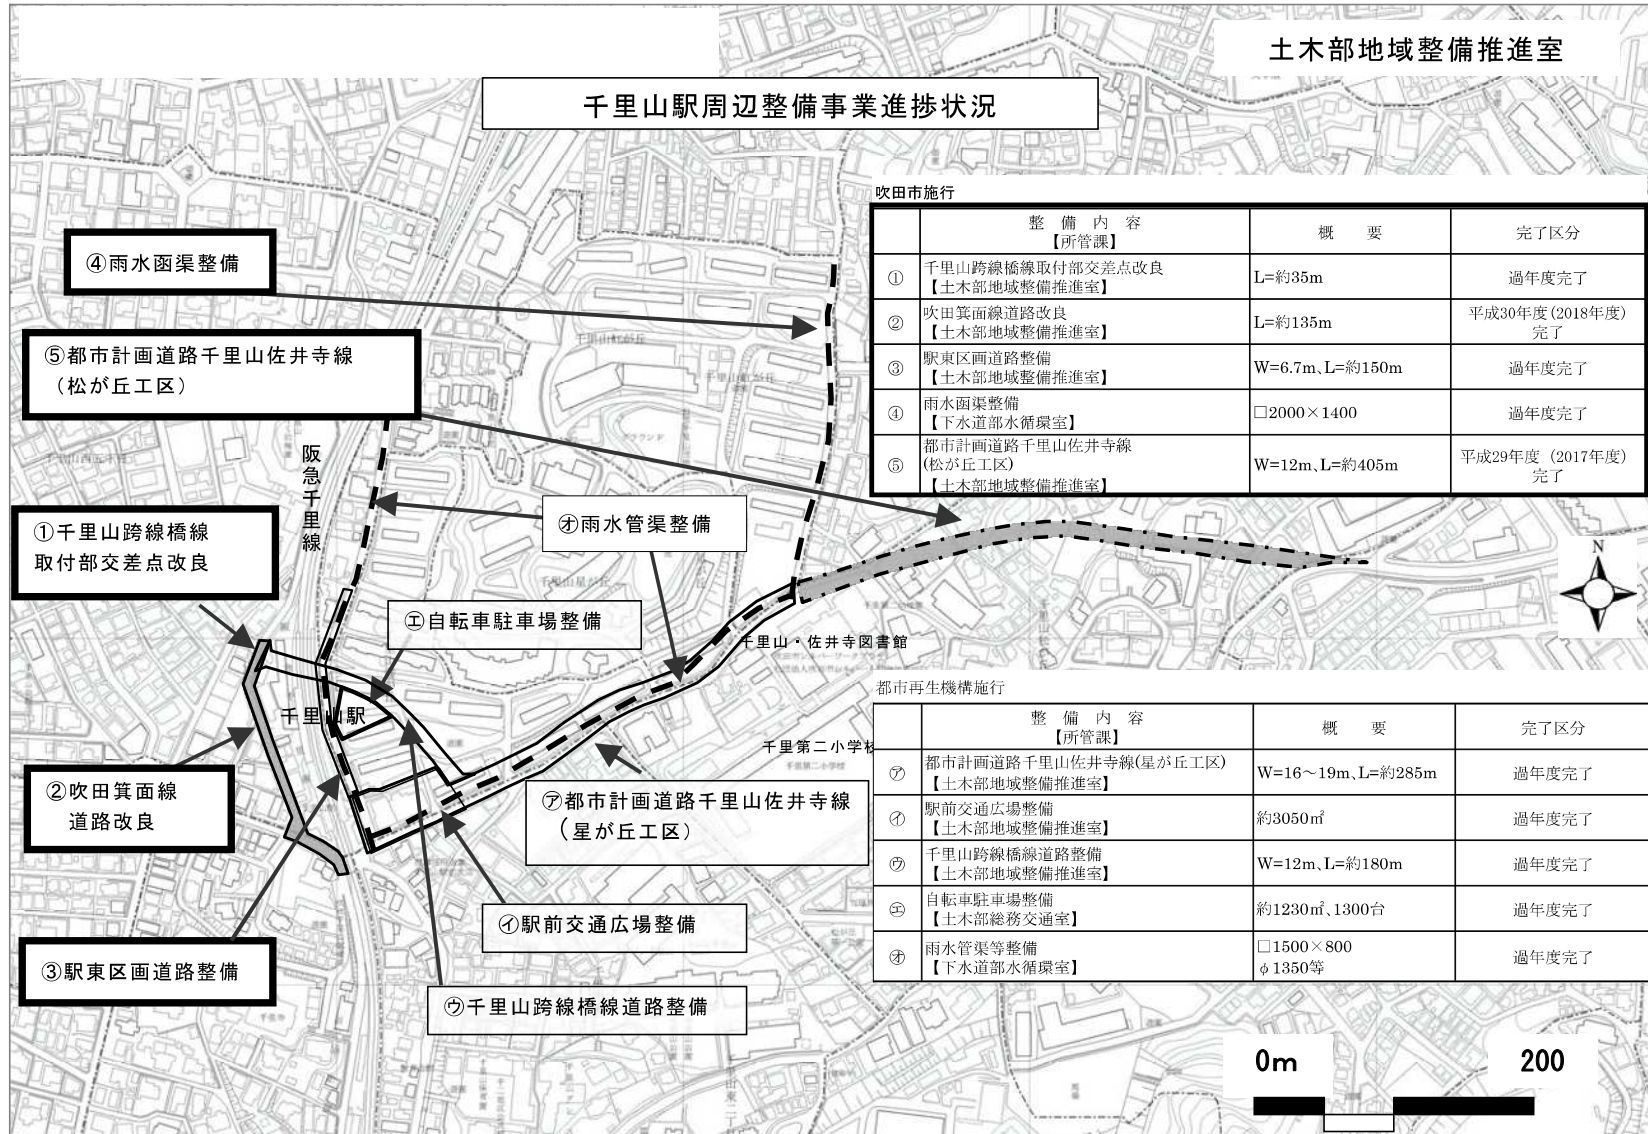 土木部地域整備推進室
千里山駅周辺整備事業進捗状況
④雨水函渠整備
⑤都市計画道路千里山佐井寺線
（松が丘工区）
阪急千里線
①千里山跨線橋線
取付部交差点改良
㋔雨水管渠整備
㋓自転車駐車場整備
千里山・佐井寺図書館
千里山駅
千里第二小学校
②吹田箕面線
道路改良
㋐都市計画道路千里山佐井寺線
（星が丘工区）
㋑駅前交通広場整備
③駅東区画道路整備
㋒千里山跨線橋線道路整備
吹田市施行
整備内容 概要 完了区分
【所管課】
① 千里山跨線橋線取付部交差点改良 L=約35m 過年度完了
【土木部地域整備推進室】
② 吹田箕面線道路改良 L=約135m 平成30年度(2018年度)
【土木部地域整備推進室】 完了
③ 駅東区画道路整備 W=6.7m、L=約150m 過年度完了
【土木部地域整備推進室】
④ 雨水函渠整備 □2000×1400 過年度完了
【下水道部水循環室】
⑤ 都市計画道路千里山佐井寺線
(松が丘工区) W=12m、L=約405m 平成29年度（2017年度）
【土木部地域整備推進室】 完了
N
都市再生機構施行
整備内容 概要 完了区分
【所管課】
㋐ 都市計画道路千里山佐井寺線(星が丘工区) W=16～19m、L=約285m 過年度完了
【土木部地域整備推進室】
㋑ 駅前交通広場整備 約3050㎡ 過年度完了
【土木部地域整備推進室】
㋒ 千里山跨線橋線道路整備 W=12m、L=約180m 過年度完了
【土木部地域整備推進室】
㋓ 自転車駐車場整備 約1230㎡、1300台 過年度完了
【土木部総務交通室】
㋔ 雨水管渠等整備 □1500×800 過年度完了
【下水道部水循環室】 φ1350等
千里山虹が丘
千里山星が丘
グラウンド
0m 200